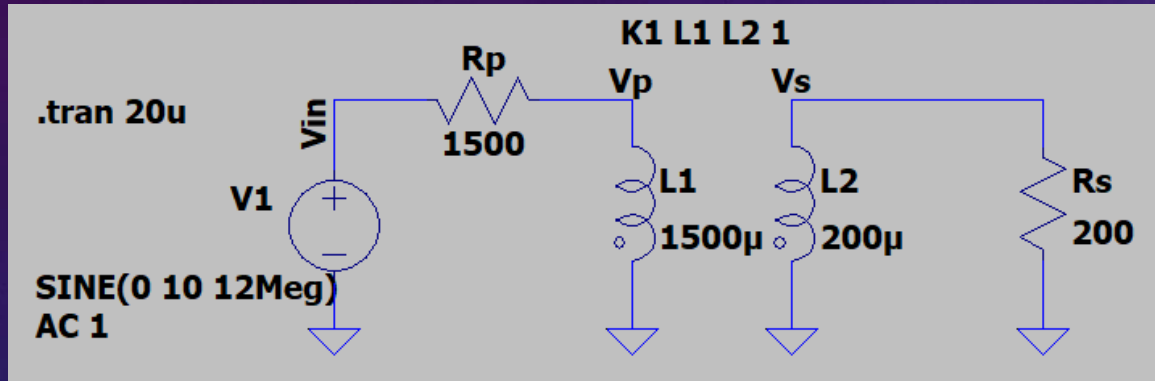 K1 L1 L2 1
Rp
Vp
Vs
.tran 20u
Vin
1500
V1
L1
L2
Rs
1500µ
200µ
200
SINE(0 10 12Meg)
AC 1